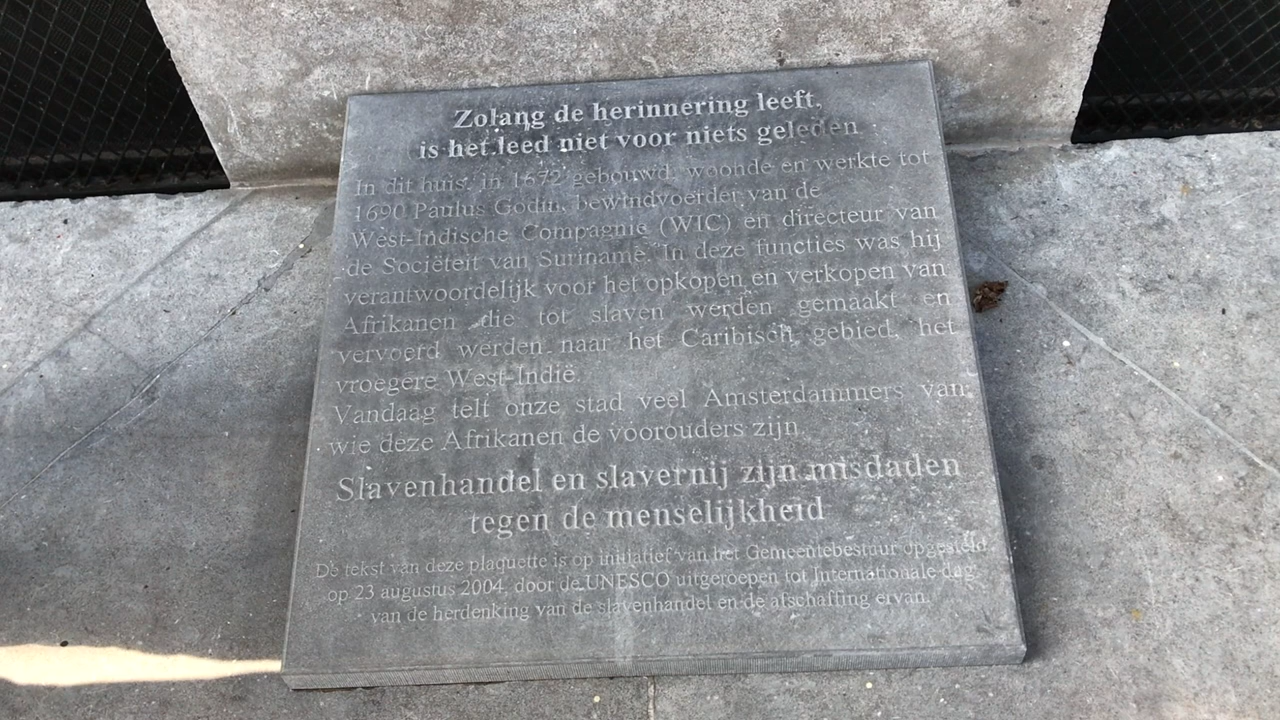 Zolang de herinnering leeft,
is het leed niet voor niets geleden
In dit huis, in 1672 gebouwd, woonde en werkte tot
1690 Paulus Godin, bewindvoerder van de
West-Indische Compagnie (WIC) en directeur van
de Sociëteit van Suriname. In deze functies was hij
verantwoordelijk voor het opkopen en verkopen van
Afrikanen die tot slaven werden gemaakt en
vervoerd werden naar het Caribisch gebied, het
vroegere West-Indië.
Vandaag telt onze stad veel Amsterdammers van
wie deze Afrikanen de voorouders zijn.
Slavenhandel en slavernij zijn misdaden
tegen de menselijkheid
De tekst van deze plaquette is op initiatief van het Gemeentebestuur opgesteld
op 23 augustus 2004, door de UNESCO uitgeroepen tot Internationale dag
van de herdenking van de slavenhandel en de afschaffing ervan.